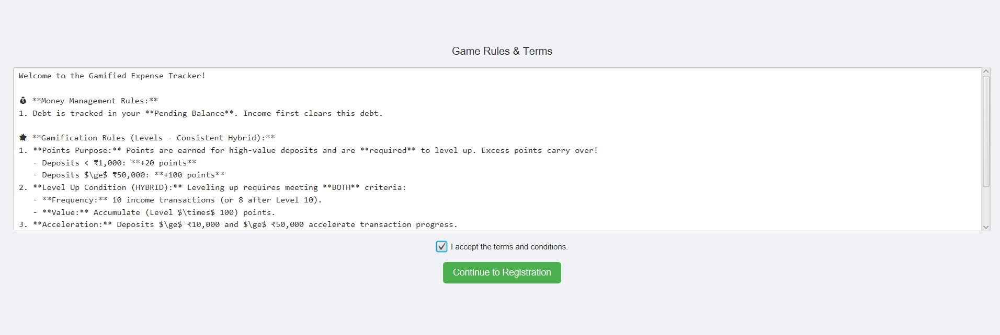 Game Rules & Terms
Welcome to the Gamified Expense Tracker!
💰 **Money Management Rules:**
1. Debt is tracked in your **Pending Balance**. Income first clears this debt.
🌟 **Gamification Rules (Levels - Consistent Hybrid):**
1. **Points Purpose:** Points are earned for high-value deposits and are **required** to level up. Excess points carry over!
- Deposits < ₹1,000: **+20 points**
- Deposits $\ge$ ₹50,000: **+100 points**
2. **Level Up Condition (HYBRID):** Leveling up requires meeting **BOTH** criteria:
- **Frequency:** 10 income transactions (or 8 after Level 10).
- **Value:** Accumulate (Level $\times$ 100) points.
3. **Acceleration:** Deposits $\ge$ ₹10,000 and $\ge$ ₹50,000 accelerate transaction progress.
I accept the terms and conditions.
Continue to Registration